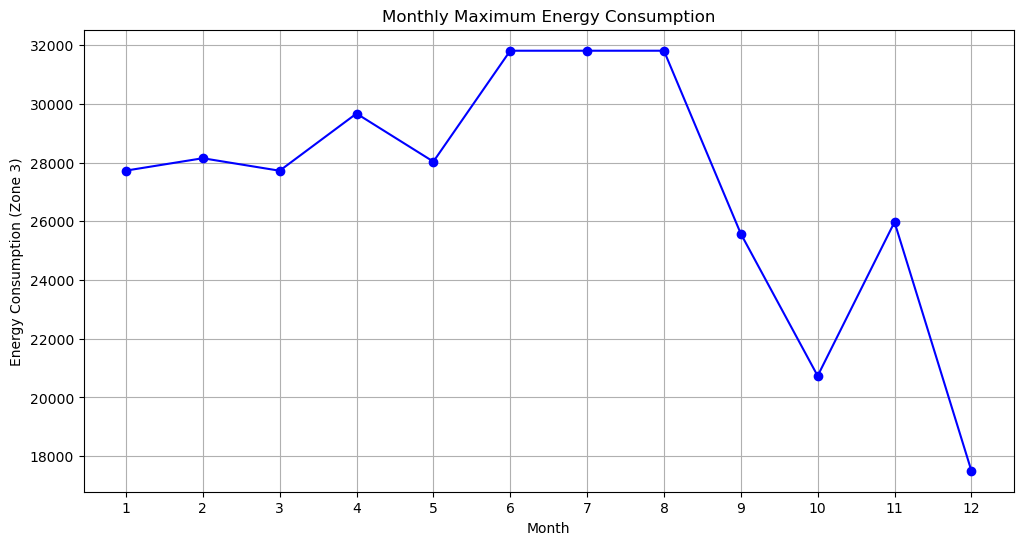 Monthly Maximum Energy Consumption
Energy Consumption (Zone 3)
32000
30000
28000
26000
24000
22000
20000
18000
1 2 3 4 5 6 7 8 9 10 11 12
Month